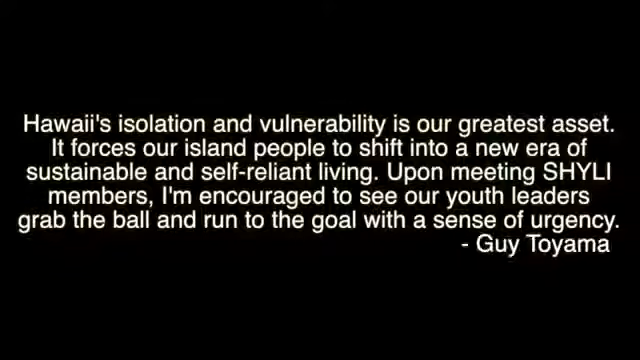 Hawaii's isolation and vulnerability is our greatest asset.
It forces our island people to shift into a new era of
sustainable and self-reliant living. Upon meeting SHYLI
members, I'm encouraged to see our youth leaders
grab the ball and run to the goal with a sense of urgency.
- Guy Toyama